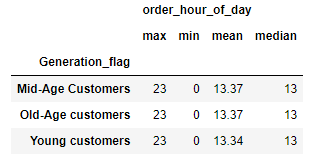 order_hour_of_day
max min mean median
Generation_flag
Mid-Age Customers 23 0 13.37 13
Old-Age Customers 23 0 13.37 13
Young customers 23 0 13.34 13